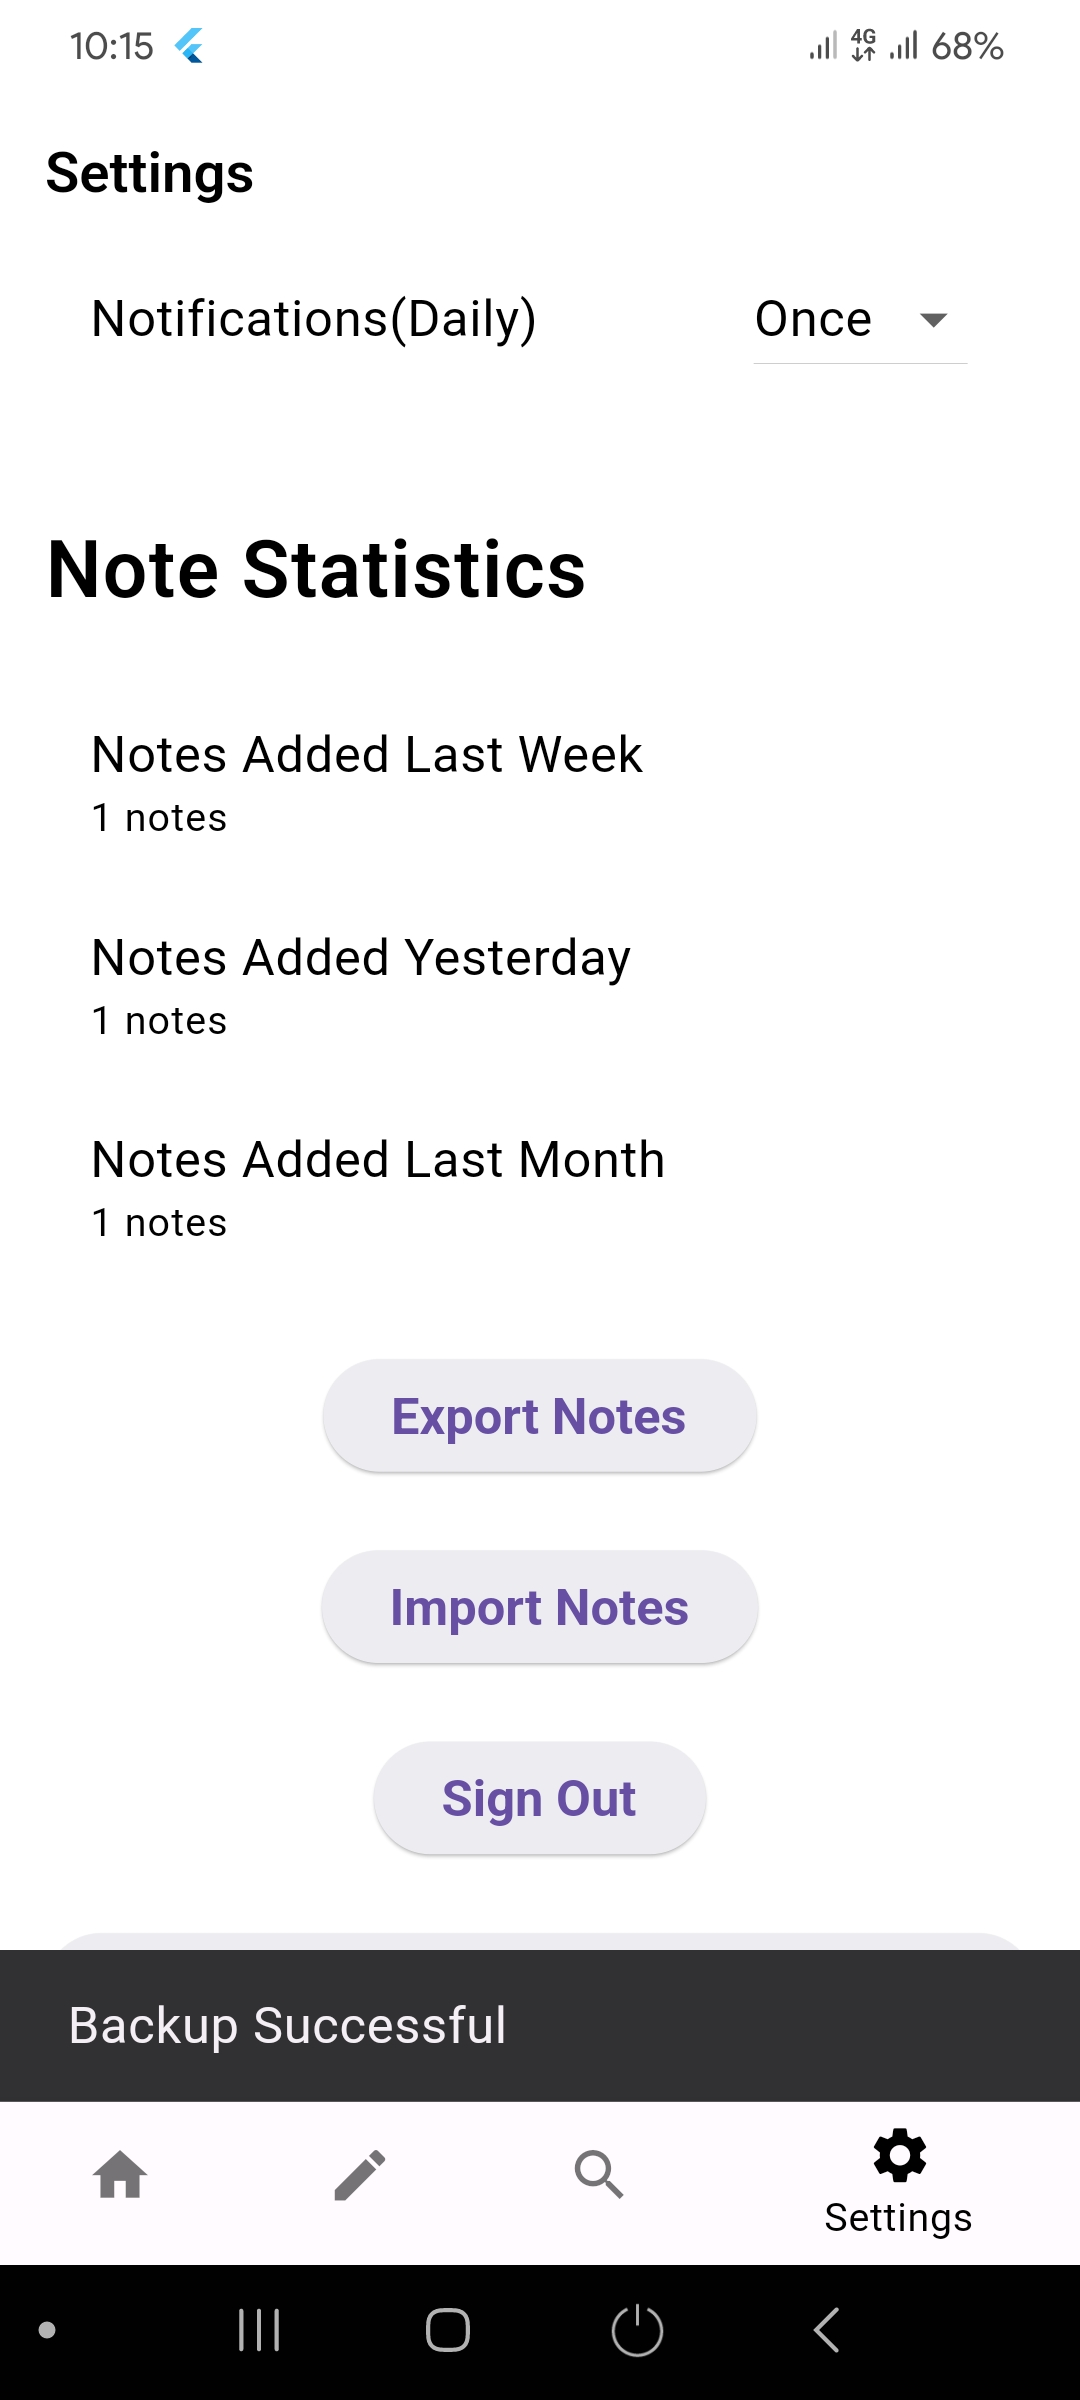 10:15 4G 68%
Settings
Notifications(Daily) Once
Note Statistics
Notes Added Last Week
1 notes
Notes Added Yesterday
1 notes
Notes Added Last Month
1 notes
Export Notes
Import Notes
Sign Out
Backup Successful
Settings